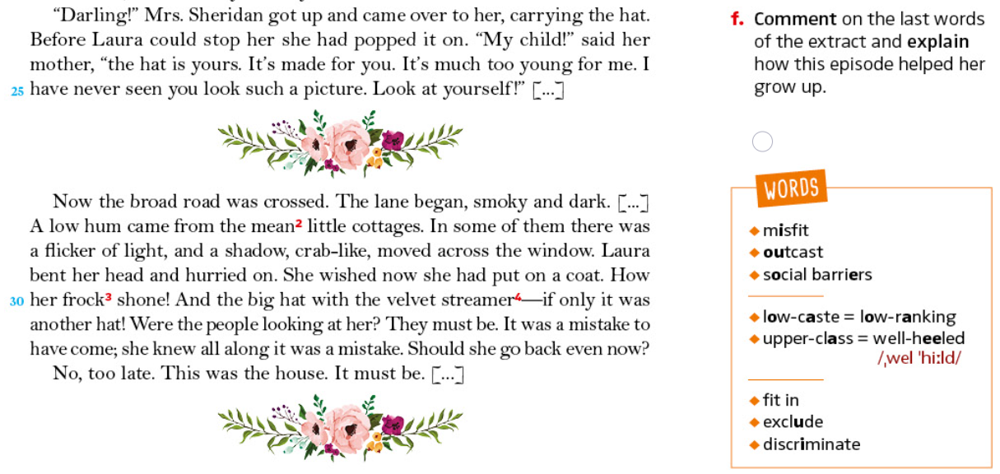 “Darling!” Mrs. Sheridan got up and came over to her, carrying the hat.
Before Laura could stop her she had popped it on. “My child!” said her
mother, “the hat is yours. It’s made for you. It’s much too young for me. I
25 have never seen you look such a picture. Look at yourself!” [...]
Now the broad road was crossed. The lane began, smoky and dark. [...]
A low hum came from the mean² little cottages. In some of them there was
a flicker of light, and a shadow, crab-like, moved across the window. Laura
bent her head and hurried on. She wished now she had put on a coat. How
30 her frock³ shone! And the big hat with the velvet streamer⁴—if only it was
another hat! Were the people looking at her? They must be. It was a mistake to
have come; she knew all along it was a mistake. Should she go back even now?
No, too late. This was the house. It must be. [...]
f. Comment on the last words
of the extract and explain
how this episode helped her
grow up.
WORDS
◆ misfit
◆ outcast
◆ social barriers
◆ low-caste = low-ranking
◆ upper-class = well-heeled
/ˌwel ˈhiːld/
◆ fit in
◆ exclude
◆ discriminate